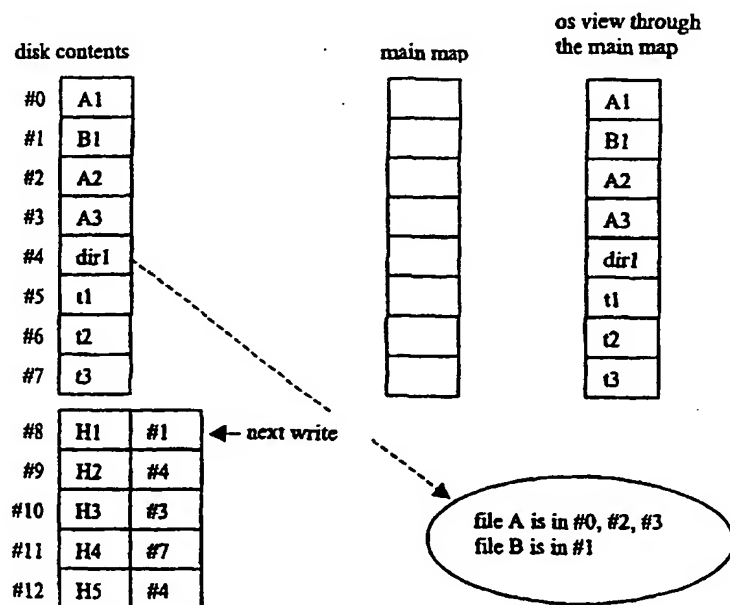 disk contents
main map
os view through
the main map
#0 A1 A1
#1 B1 B1
#2 A2 A2
#3 A3 A3
#4 dir1 dir1
#5 t1 t1
#6 t2 t2
#7 t3 t3
#8 H1 #1 next write
#9 H2 #4
#10 H3 #3
#11 H4 #7
#12 H5 #4
file A is in #0, #2, #3
file B is in #1